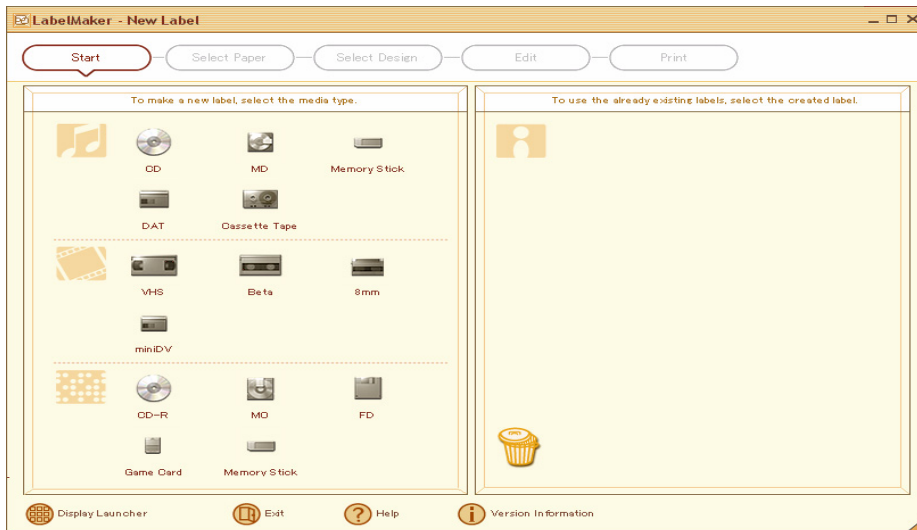 LabelMaker - New Label
Start
Select Paper
Select Design
Edit
Print
To make a new label, select the media type.
CD
MD
Memory Stick
DAT
Cassette Tape
VHS
Beta
8mm
miniDV
CD-R
MO
FD
Game Card
Memory Stick
To use the already existing labels, select the created label.
Display Launcher
Exit
Help
Version Information